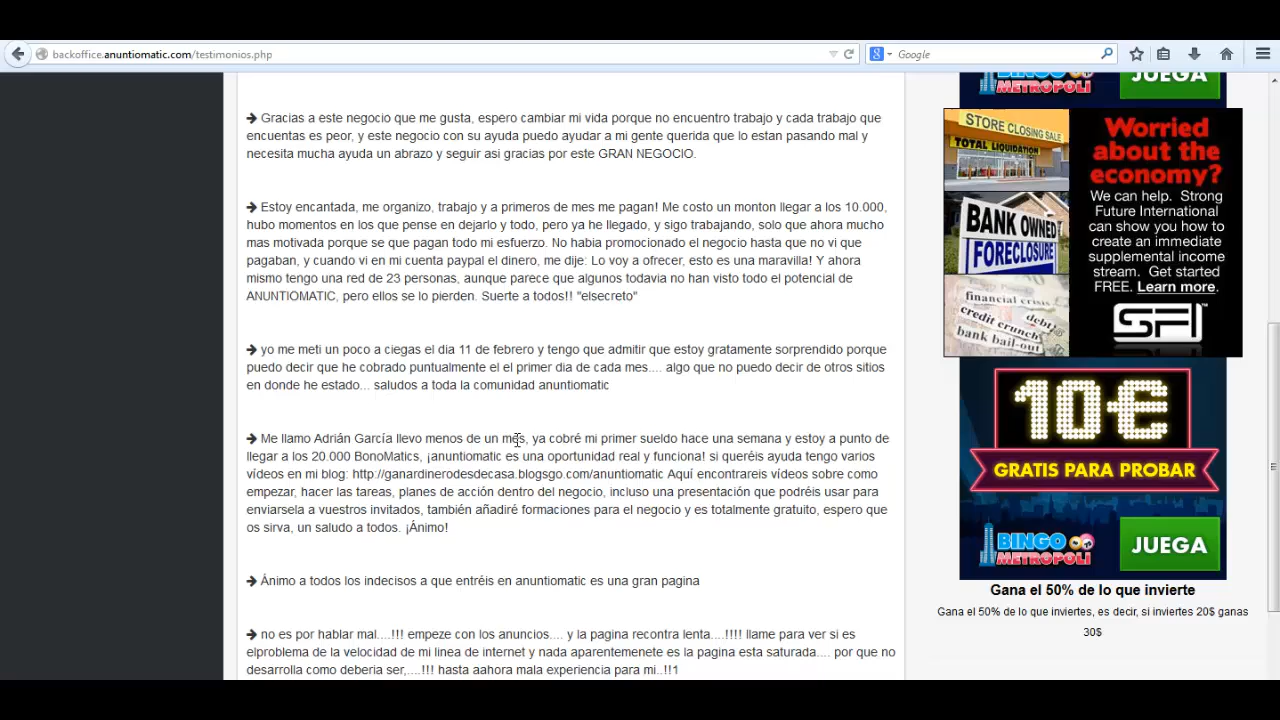 backoffice.anuntiomatic.com/testimonios.php
Google
➔ Gracias a este negocio que me gusta, espero cambiar mi vida porque no encuentro trabajo y cada trabajo que
encuentas es peor, y este negocio con su ayuda puedo ayudar a mi gente querida que lo estan pasando mal y
necesita mucha ayuda un abrazo y seguir asi gracias por este GRAN NEGOCIO.
➔ Estoy encantada, me organizo, trabajo y a primeros de mes me pagan! Me costo un monton llegar a los 10.000,
hubo momentos en los que pense en dejarlo y todo, pero ya he llegado, y sigo trabajando, solo que ahora mucho
mas motivada porque se que pagan todo mi esfuerzo. No habia promocionado el negocio hasta que no vi que
pagaban, y cuando vi en mi cuenta paypal el dinero, me dije: Lo voy a ofrecer, esto es una maravilla! Y ahora
mismo tengo una red de 23 personas, aunque parece que algunos todavia no han visto todo el potencial de
ANUNTIOMATIC, pero ellos se lo pierden. Suerte a todos!! "elsecreto"
➔ yo me meti un poco a ciegas el dia 11 de febrero y tengo que admitir que estoy gratamente sorprendido porque
puedo decir que he cobrado puntualmente el el primer dia de cada mes.... algo que no puedo decir de otros sitios
en donde he estado... saludos a toda la comunidad anuntiomatic
➔ Me llamo Adrián García llevo menos de un mes, ya cobré mi primer sueldo hace una semana y estoy a punto de
llegar a los 20.000 BonoMatics, ¡anuntiomatic es una oportunidad real y funciona! si queréis ayuda tengo varios
vídeos en mi blog: http://ganardinerodesdecasa.blogsgo.com/anuntiomatic Aquí encontrareis vídeos sobre como
empezar, hacer las tareas, planes de acción dentro del negocio, incluso una presentación que podréis usar para
enviarsela a vuestros invitados, también añadiré formaciones para el negocio y es totalmente gratuito, espero que
os sirva, un saludo a todos. ¡Ánimo!
➔ Ánimo a todos los indecisos a que entréis en anuntiomatic es una gran pagina
➔ no es por hablar mal....!!! empeze con los anuncios.... y la pagina recontra lenta....!!!! llame para ver si es
elproblema de la velocidad de mi linea de internet y nada aparentemenete es la pagina esta saturada.... por que no
desarrolla como deberia ser,....!!! hasta aahora mala experiencia para mi..!!1
BINGO
METROPOLI
JUEGA
STORE CLOSING SALE
TOTAL LIQUIDATION
BANK OWNED
FORECLOSURE
financial crisis
credit crunch
debt
bank bail-out
Worried
about the
economy?
We can help. Strong
Future International
can show you how to
create an immediate
supplemental income
stream. Get started
FREE. Learn more.
SFI
10€
GRATIS PARA PROBAR
BINGO
METROPOLI
JUEGA
Gana el 50% de lo que invierte
Gana el 50% de lo que inviertes, es decir, si inviertes 20$ ganas
30$